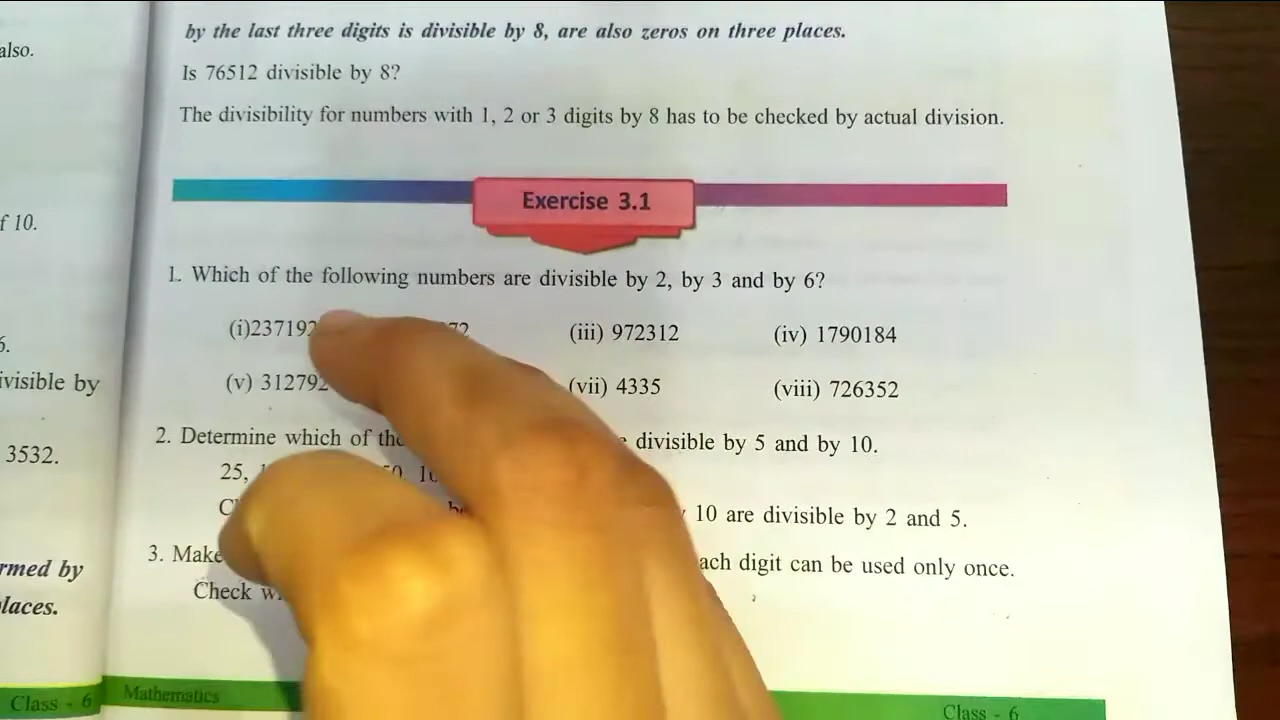 also.
f 10.
6.
ivisible by
3532.
rmed by
laces.
Class - 6
by the last three digits is divisible by 8, are also zeros on three places.
Is 76512 divisible by 8?
The divisibility for numbers with 1, 2 or 3 digits by 8 has to be checked by actual division.
Exercise 3.1
1. Which of the following numbers are divisible by 2, by 3 and by 6?
(i)237192 72 (iii) 972312 (iv) 1790184
(v) 312792 (vii) 4335 (viii) 726352
2. Determine which of the divisible by 5 and by 10.
25,
10 are divisible by 2 and 5.
3. Make ach digit can be used only once.
Check
Mathematics
Class - 6